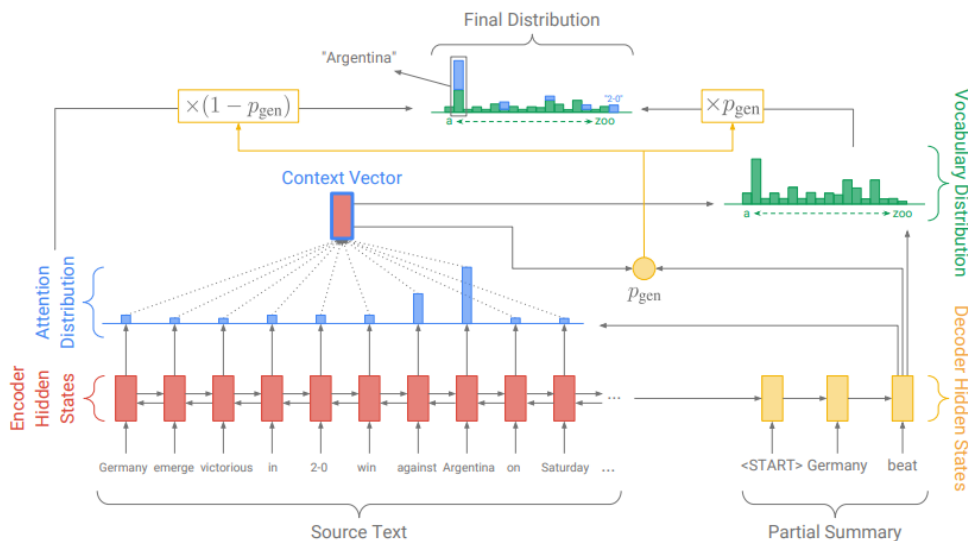 Final Distribution
"Argentina"
×(1 − p_gen)
"2-0"
×p_gen
a
zoo
Context Vector
a
zoo
Vocabulary Distribution
Attention
Distribution
p_gen
Encoder
Hidden
States
Decoder Hidden States
...
Germany emerge victorious in 2-0 win against Argentina on Saturday ...
<START> Germany beat
Source Text
Partial Summary